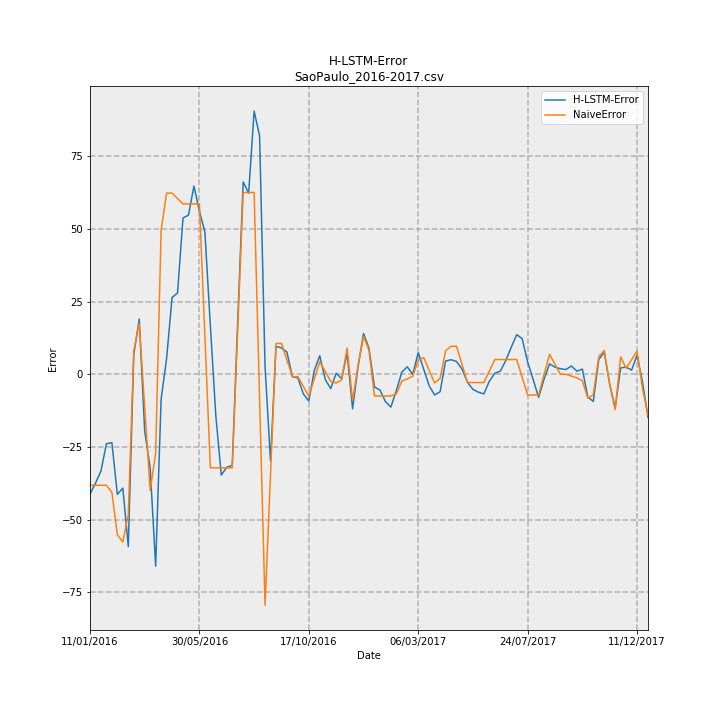 H-LSTM-Error
SaoPaulo_2016-2017.csv
H-LSTM-Error
NaiveError
75
50
25
0
−25
−50
−75
Error
11/01/2016 30/05/2016 17/10/2016 06/03/2017 24/07/2017 11/12/2017
Date